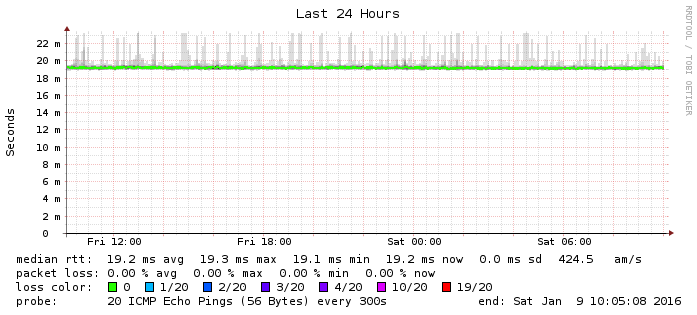 Last 24 Hours
RRDTOOL / TOBI OETIKER
Seconds
22 m
20 m
18 m
16 m
14 m
12 m
10 m
8 m
6 m
4 m
2 m
0
Fri 12:00 Fri 18:00 Sat 00:00 Sat 06:00
median rtt: 19.2 ms avg 19.3 ms max 19.1 ms min 19.2 ms now 0.0 ms sd 424.5 am/s
packet loss: 0.00 % avg 0.00 % max 0.00 % min 0.00 % now
loss color: 0 1/20 2/20 3/20 4/20 10/20 19/20
probe: 20 ICMP Echo Pings (56 Bytes) every 300s end: Sat Jan 9 10:05:08 2016